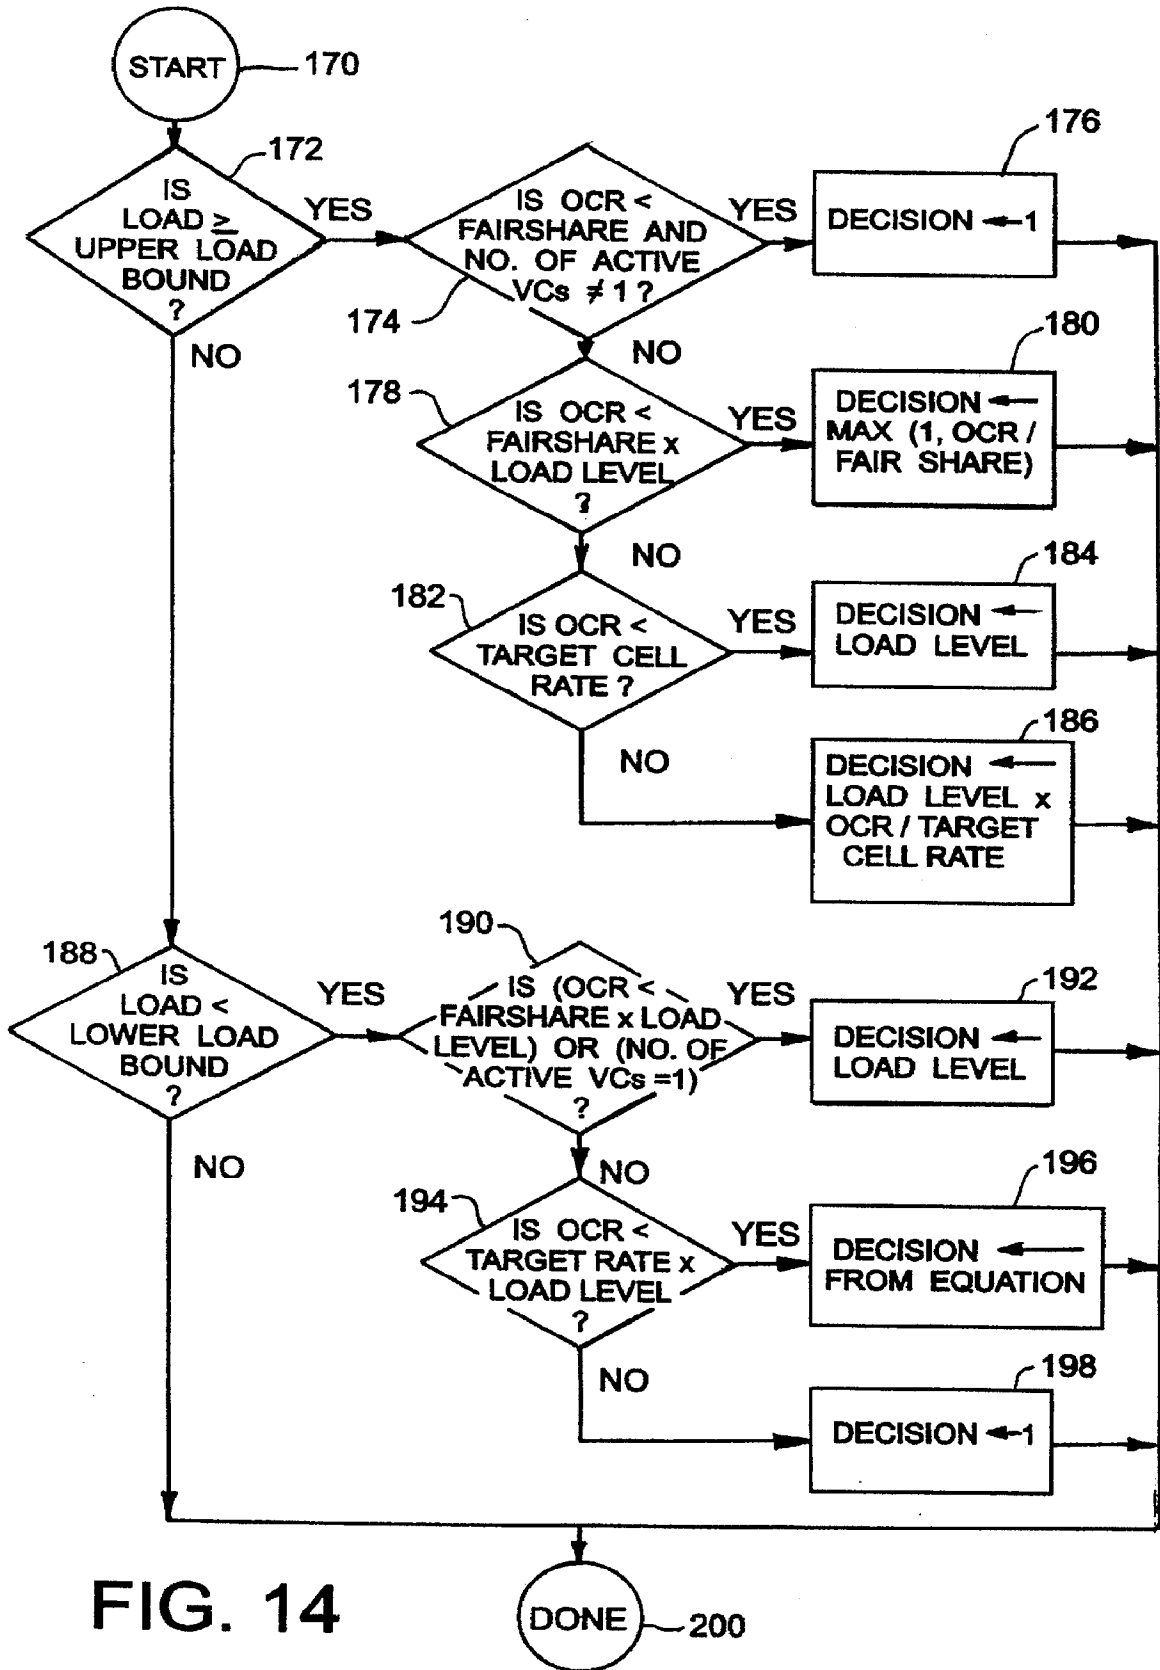 START
170
172
IS
LOAD ≥
UPPER LOAD
BOUND
?
YES
NO
IS OCR <
FAIRSHARE AND
NO. OF ACTIVE
VCs ≠ 1 ?
174
YES
NO
176
DECISION ← 1
178
IS OCR <
FAIRSHARE x
LOAD LEVEL
?
YES
NO
180
DECISION ←
MAX (1, OCR /
FAIR SHARE)
182
IS OCR <
TARGET CELL
RATE ?
YES
NO
184
DECISION ←
LOAD LEVEL
186
DECISION ←
LOAD LEVEL x
OCR / TARGET
CELL RATE
188
IS
LOAD <
LOWER LOAD
BOUND
?
YES
NO
190
IS (OCR <
FAIRSHARE x LOAD
LEVEL) OR (NO. OF
ACTIVE VCs =1)
?
YES
NO
192
DECISION ←
LOAD LEVEL
194
IS OCR <
TARGET RATE x
LOAD LEVEL
?
YES
NO
196
DECISION ←
FROM EQUATION
198
DECISION ← 1
FIG. 14
DONE
200